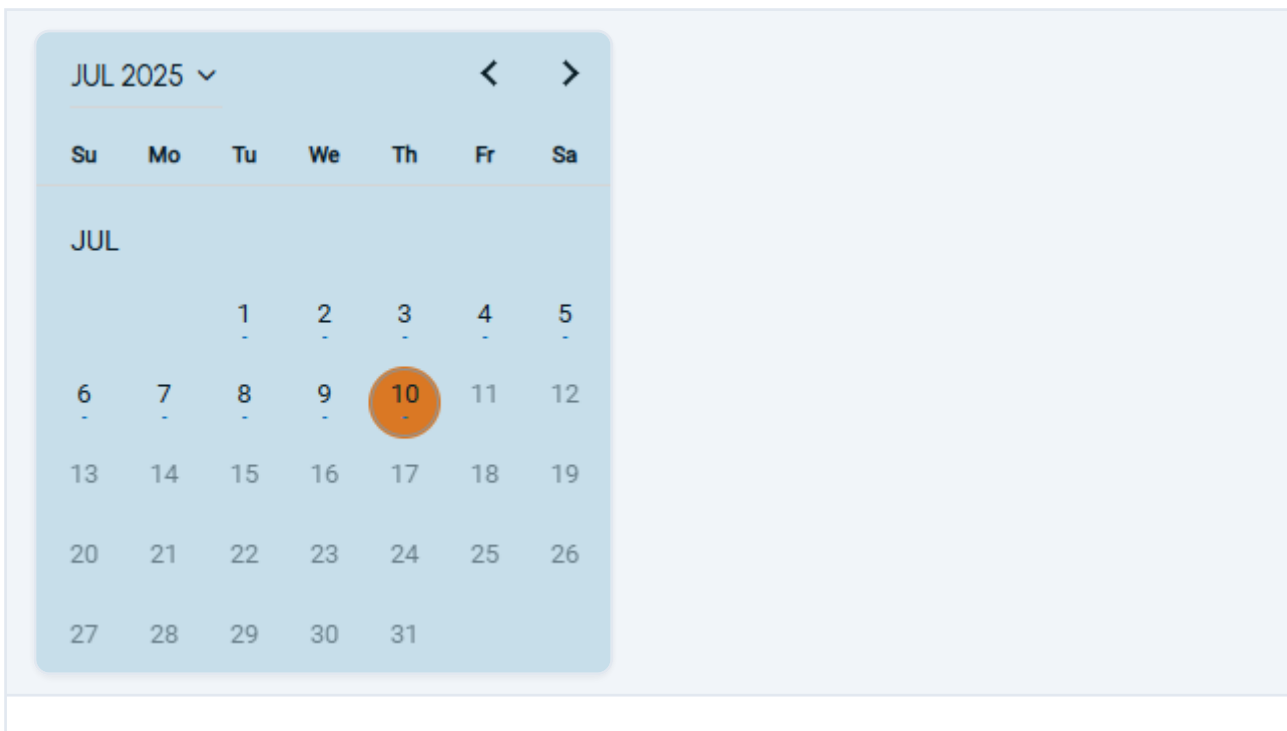 JUL 2025
Su Mo Tu We Th Fr Sa
JUL
1 2 3 4 5
- - - - -
6 7 8 9 10 11 12
- - - - -
13 14 15 16 17 18 19
20 21 22 23 24 25 26
27 28 29 30 31